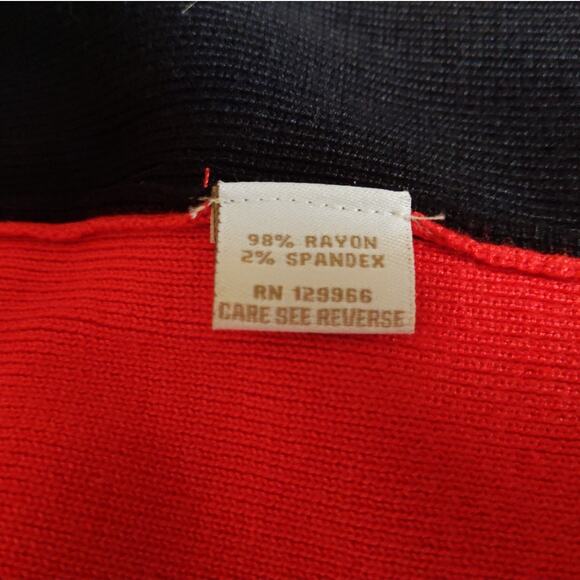 98% RAYON
2% SPANDEX
RN 129966
CARE SEE REVERSE